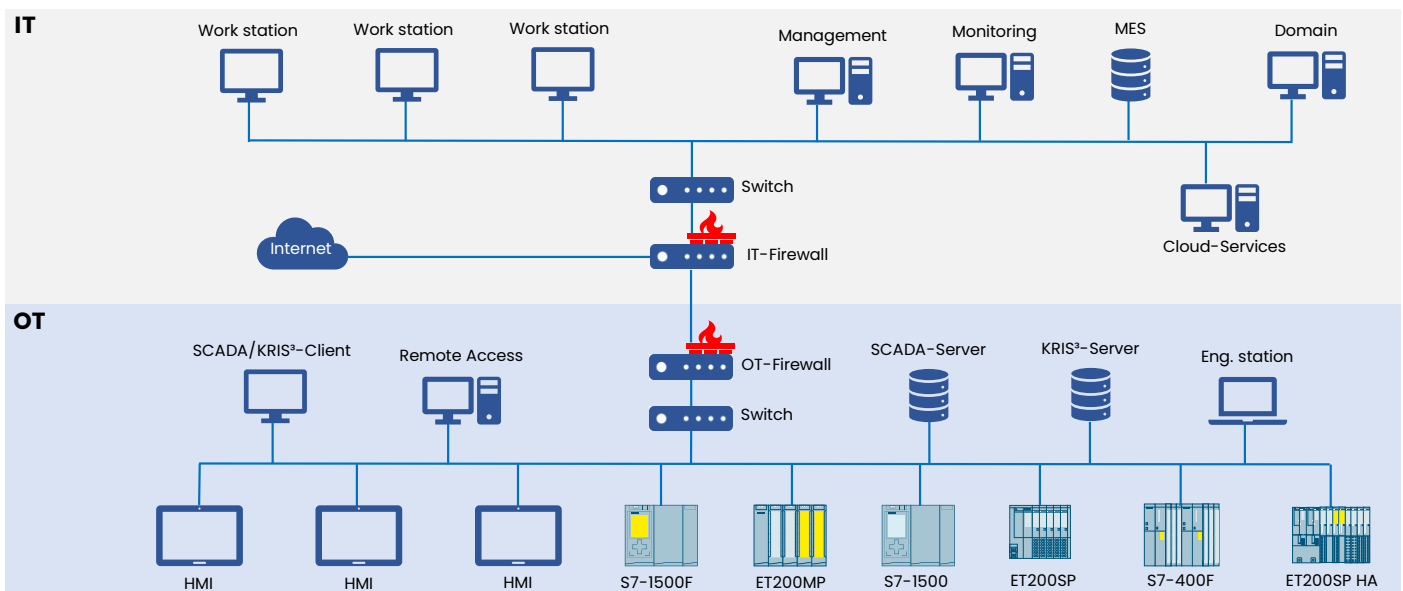 IT
Work station
Work station
Work station
Management
Monitoring
MES
Domain
Switch
Internet
IT-Firewall
Cloud-Services
OT
SCADA/KRIS³-Client
Remote Access
OT-Firewall
SCADA-Server
KRIS³-Server
Eng. station
Switch
HMI
HMI
HMI
S7-1500F
ET200MP
S7-1500
ET200SP
S7-400F
ET200SP HA